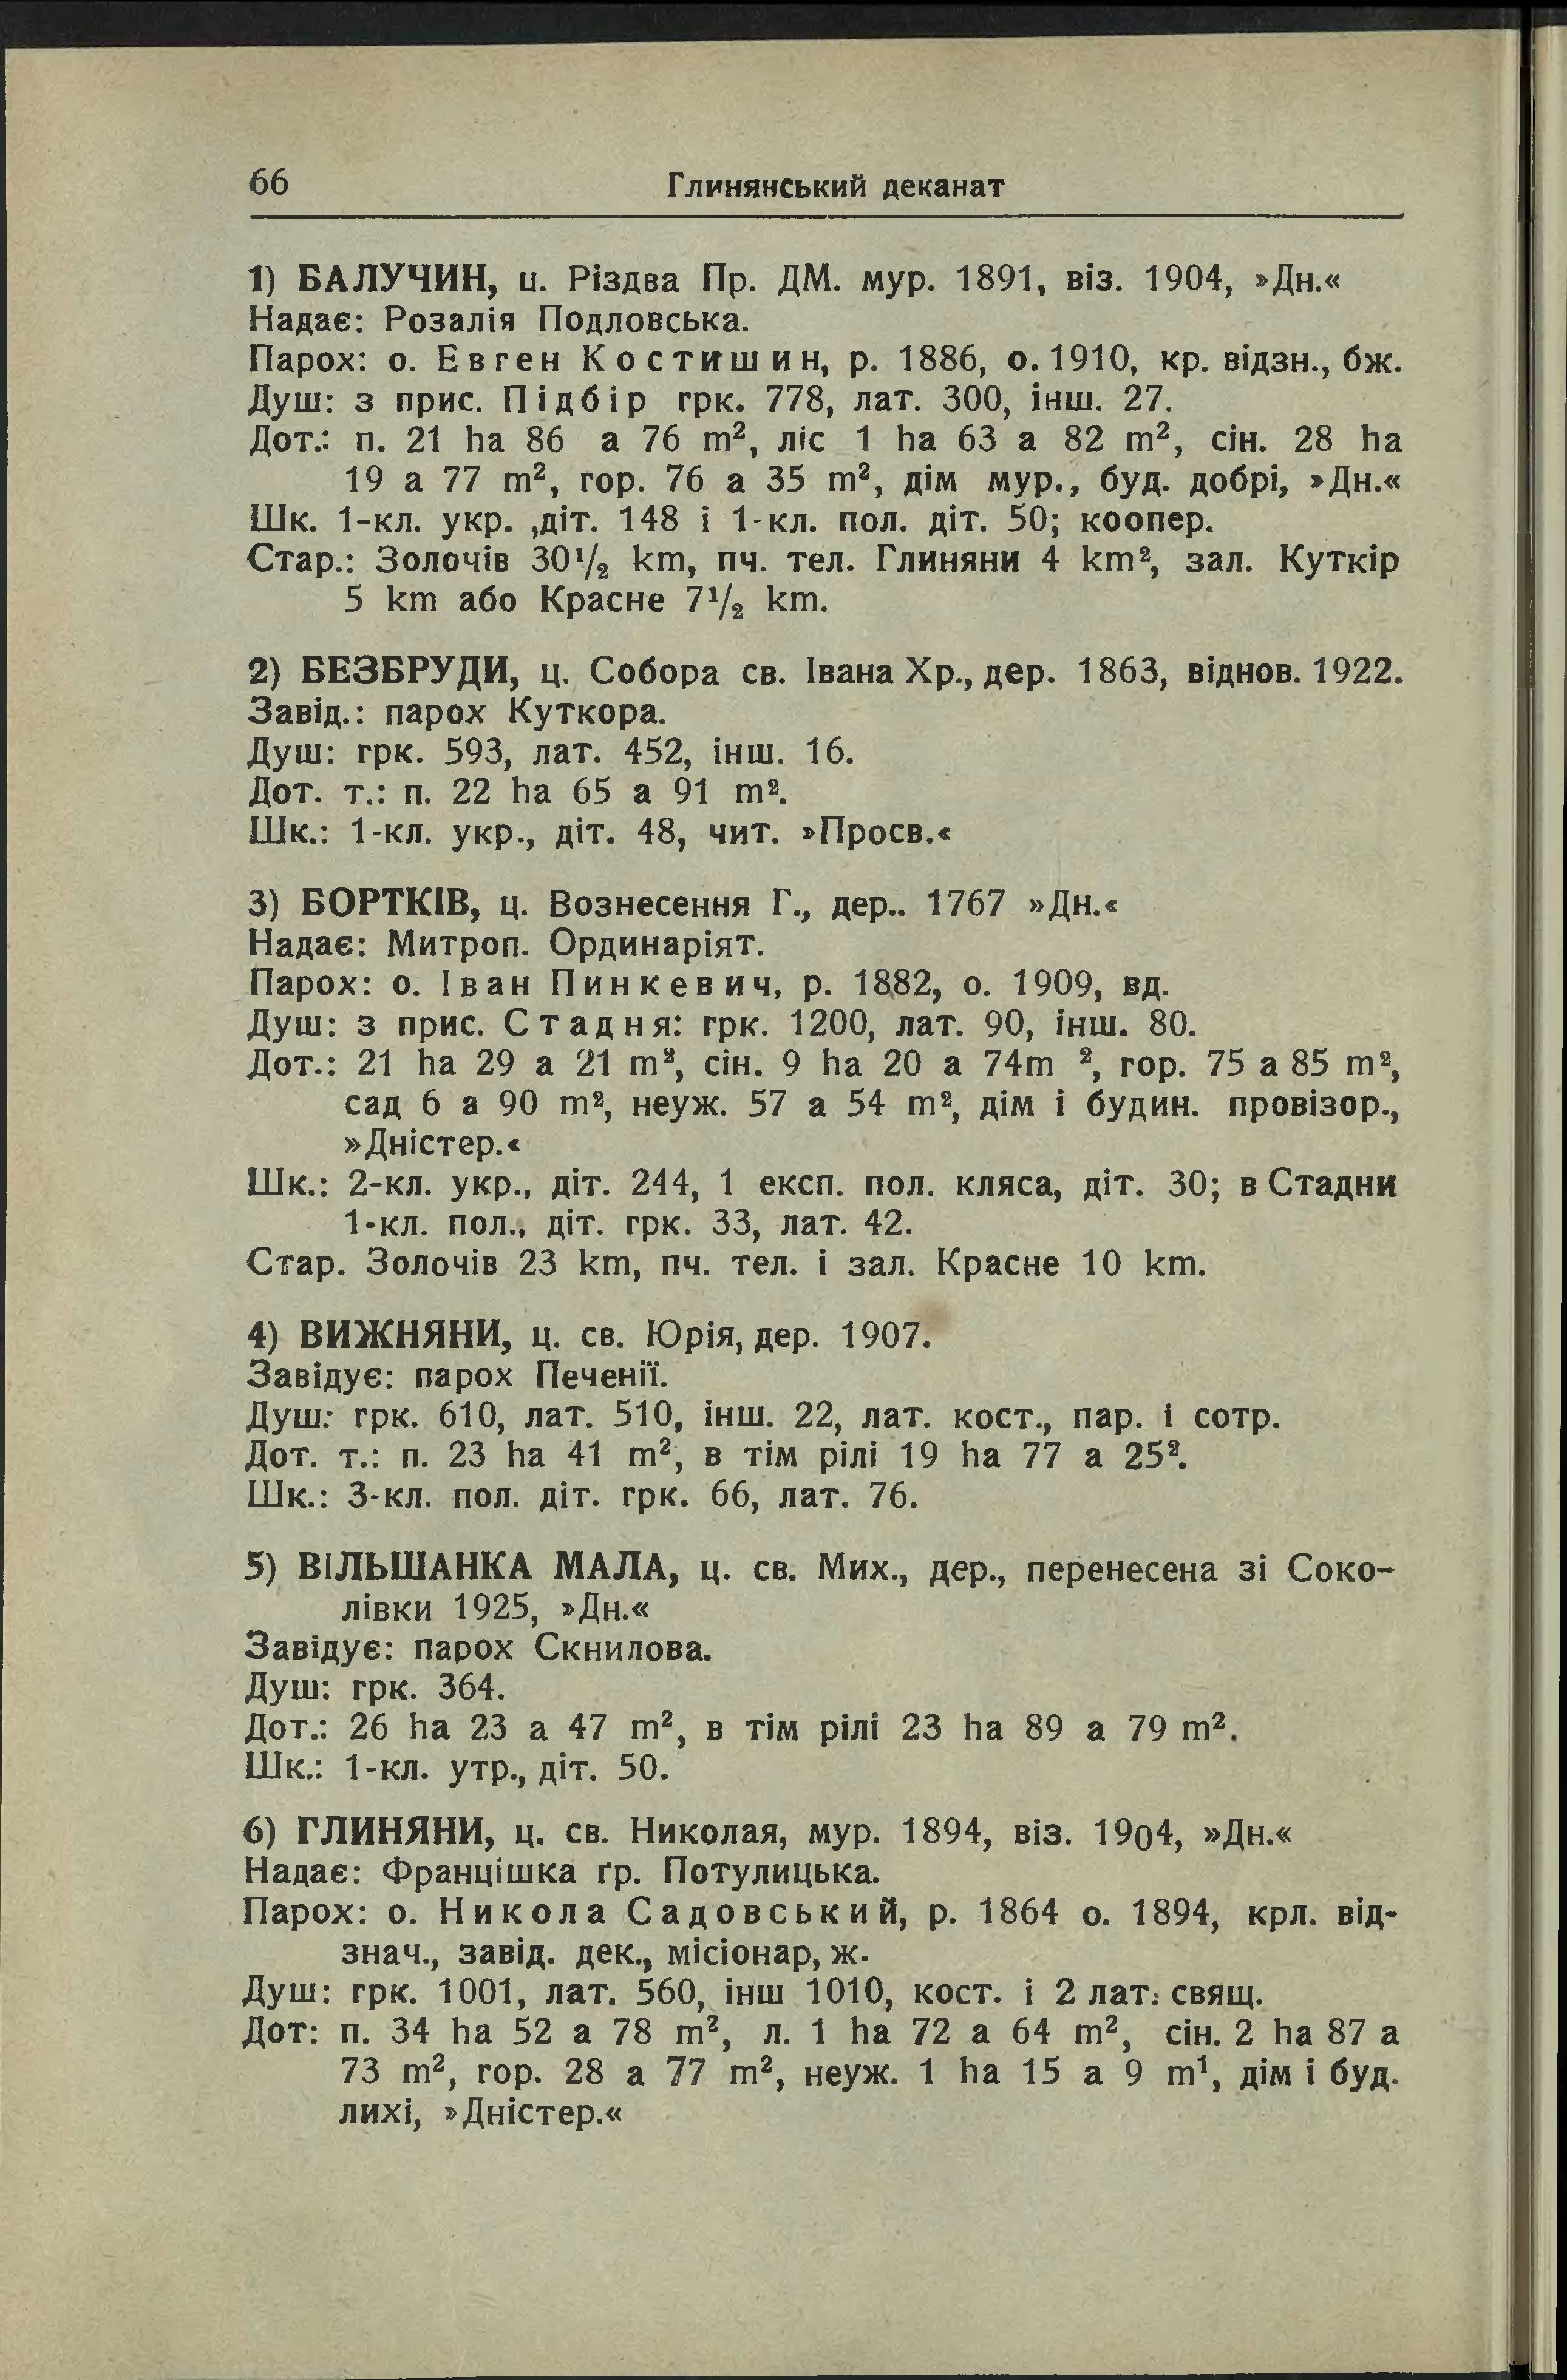 66 Глинянський деканат
1) БАЛУЧИН, ц. Різдва Пр. ДМ. мур. 1891, віз. 1904, »Дн.«
Надає: Розалія Подловська.
Парох: о. Евген Костишин, р. 1886, о. 1910, кр. відзн., бж.
Душ: з прис. Підбір грк. 778, лат. 300, інш. 27.
Дот.: п. 21 ha 86 a 76 m², ліс 1 ha 63 a 82 m², сін. 28 ha
19 a 77 m², гор. 76 a 35 m², дім мур., буд. добрі, »Дн.«
Шк. 1-кл. укр. ,діт. 148 і 1-кл. пол. діт. 50; коопер.
Стар.: Золочів 30½ km, пч. тел. Глиняни 4 km², зал. Куткір
5 km або Красне 7½ km.
2) БЕЗБРУДИ, ц. Собора св. Івана Хр., дер. 1863, віднов. 1922.
Завід.: парох Куткора.
Душ: грк. 593, лат. 452, інш. 16.
Дот. т.: п. 22 ha 65 a 91 m².
Шк.: 1-кл. укр., діт. 48, чит. »Просв.«
3) БОРТКІВ, ц. Вознесення Г., дер.. 1767 »Дн.«
Надає: Митроп. Ординаріят.
Парох: о. Іван Пинкевич, р. 1882, о. 1909, вд.
Душ: з прис. Стадня: грк. 1200, лат. 90, інш. 80.
Дот.: 21 ha 29 a 21 m², сін. 9 ha 20 a 74m ², гор. 75 a 85 m²,
сад 6 a 90 m², неуж. 57 a 54 m², дім і будин. провізор.,
»Дністер.«
Шк.: 2-кл. укр., діт. 244, 1 експ. пол. кляса, діт. 30; в Стадни
1-кл. пол., діт. грк. 33, лат. 42.
Стар. Золочів 23 km, пч. тел. і зал. Красне 10 km.
4) ВИЖНЯНИ, ц. св. Юрія, дер. 1907.
Завідує: парох Печенії.
Душ: грк. 610, лат. 510, інш. 22, лат. кост., пар. і сотр.
Дот. т.: п. 23 ha 41 m², в тім рілі 19 ha 77 a 25².
Шк.: 3-кл. пол. діт. грк. 66, лат. 76.
5) ВІЛЬШАНКА МАЛА, ц. св. Мих., дер., перенесена зі Соко-
лівки 1925, »Дн.«
Завідує: парох Скнилова.
Душ: грк. 364.
Дот.: 26 ha 23 a 47 m², в тім рілі 23 ha 89 a 79 m².
Шк.: 1-кл. утр., діт. 50.
6) ГЛИНЯНИ, ц. св. Николая, мур. 1894, віз. 1904, »Дн.«
Надає: Францішка ґр. Потулицька.
Парох: о. Никола Садовський, р. 1864 о. 1894, крл. від-
знач., завід. дек., місіонар, ж.
Душ: грк. 1001, лат. 560, інш 1010, кост. і 2 лат. свящ.
Дот: п. 34 ha 52 a 78 m², л. 1 ha 72 a 64 m², сін. 2 ha 87 a
73 m², гор. 28 a 77 m², неуж. 1 ha 15 a 9 m¹, дім і буд.
лихі, »Дністер.«